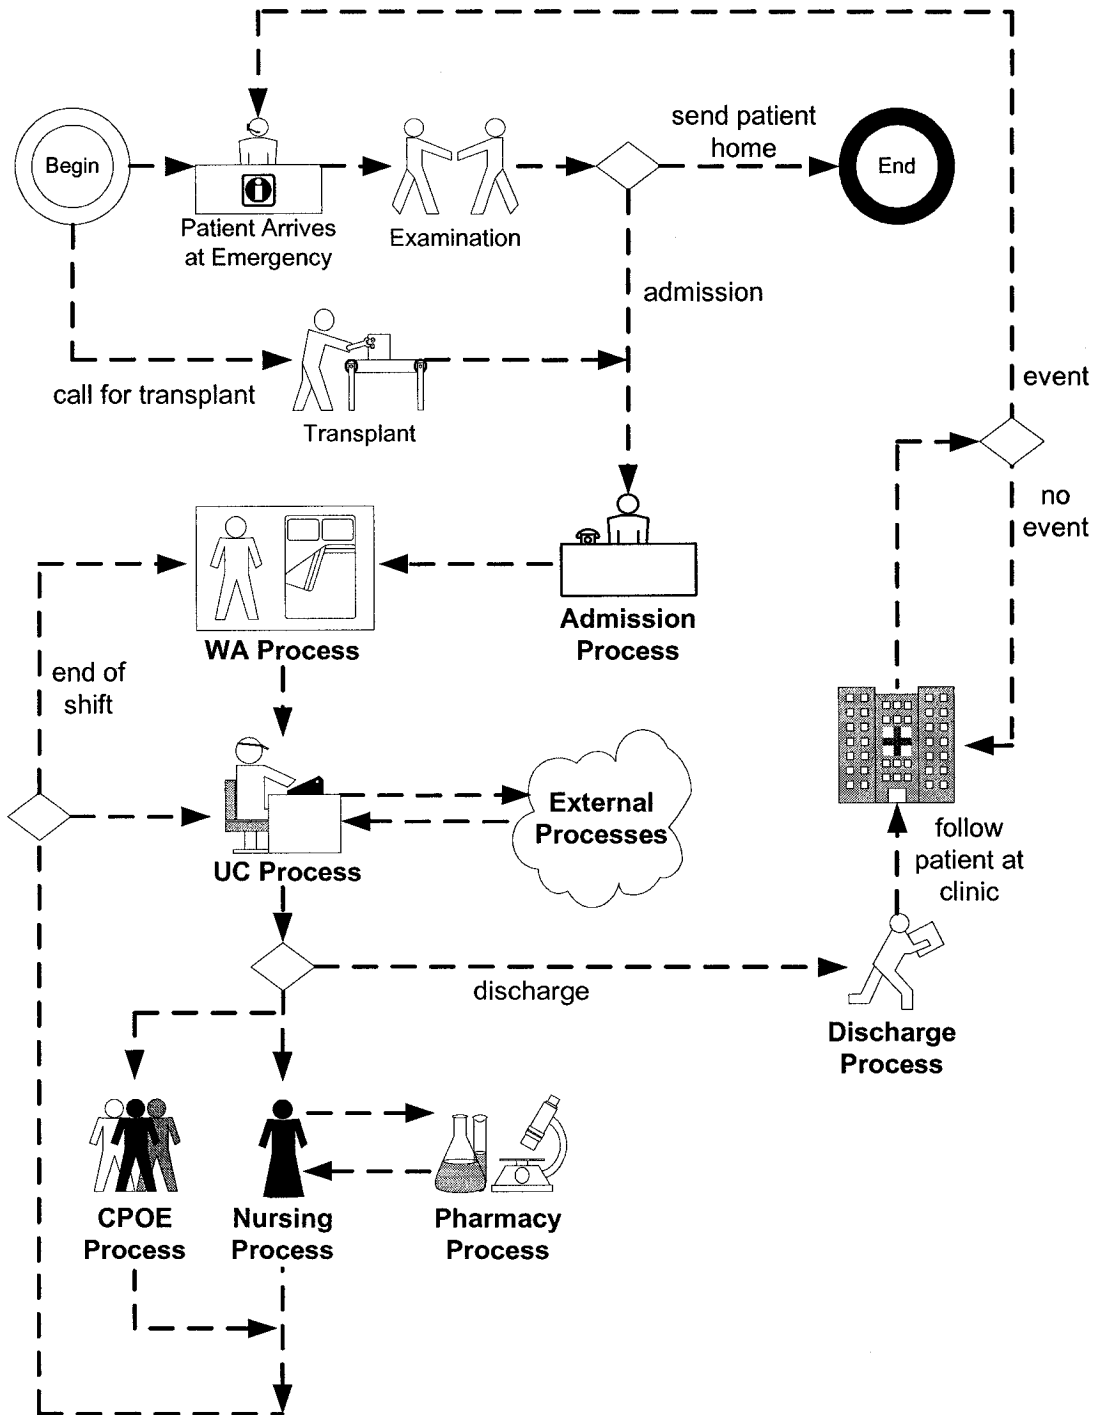 Begin
Patient Arrives
at Emergency
Examination
send patient
home
End
admission
call for transplant
Transplant
event
no
event
Admission
Process
WA Process
end of
shift
UC Process
External
Processes
follow
patient at
clinic
discharge
Discharge
Process
CPOE
Process
Nursing
Process
Pharmacy
Process